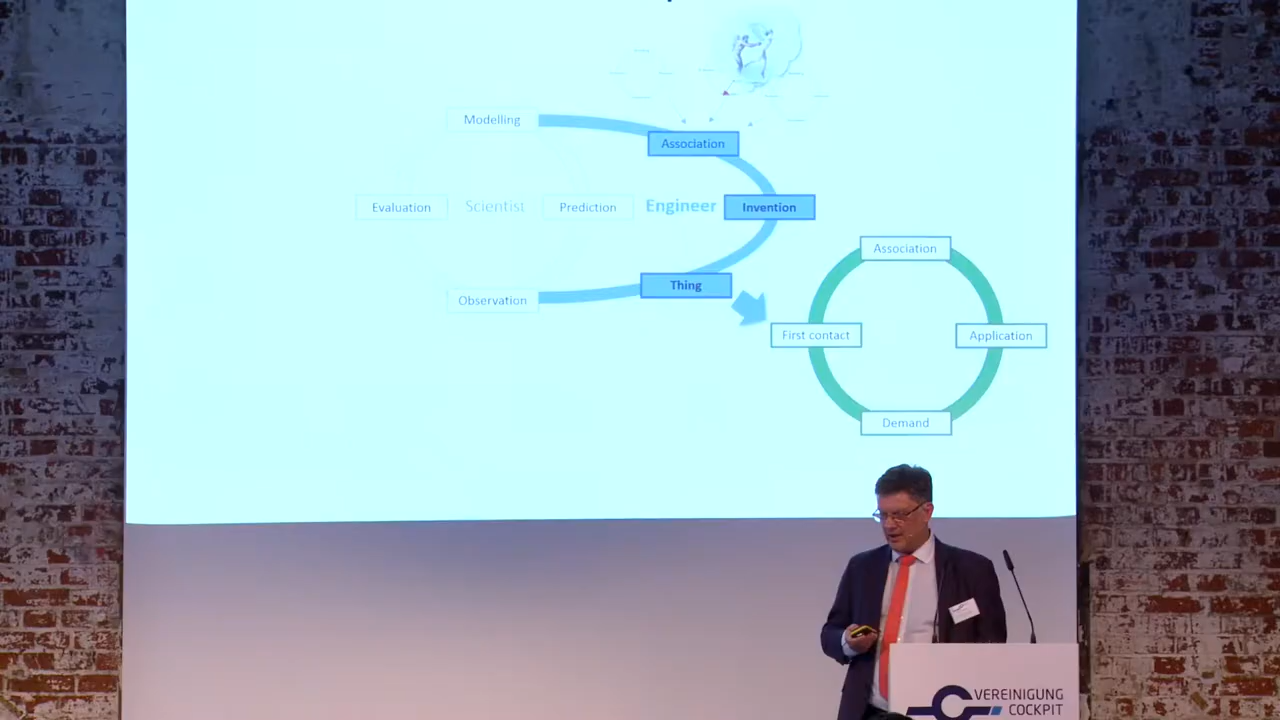 Modelling
Association
Evaluation
Scientist
Prediction
Engineer
Invention
Association
Thing
Observation
First contact
Application
Demand
VEREINIGUNG
COCKPIT